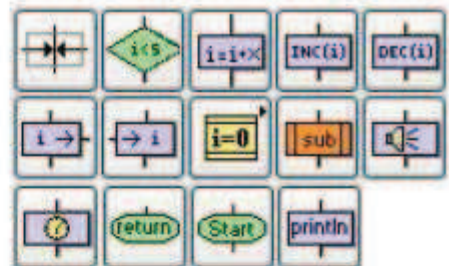 i<5 i=i+X INC(i) DEC(i)
i → → i i=0 sub
return Start println